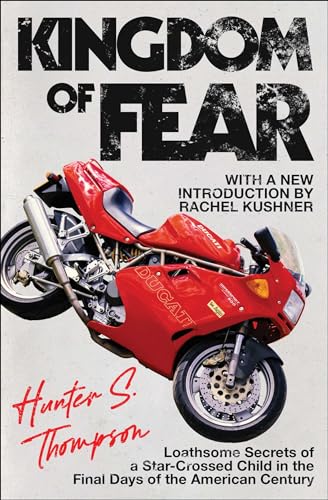 KINGDOM
OF FEAR
WITH A NEW
INTRODUCTION BY
RACHEL KUSHNER
DUCATI
DUCATI
Hunter S.
Thompson
Loathsome Secrets of
a Star-Crossed Child in the
Final Days of the American Century